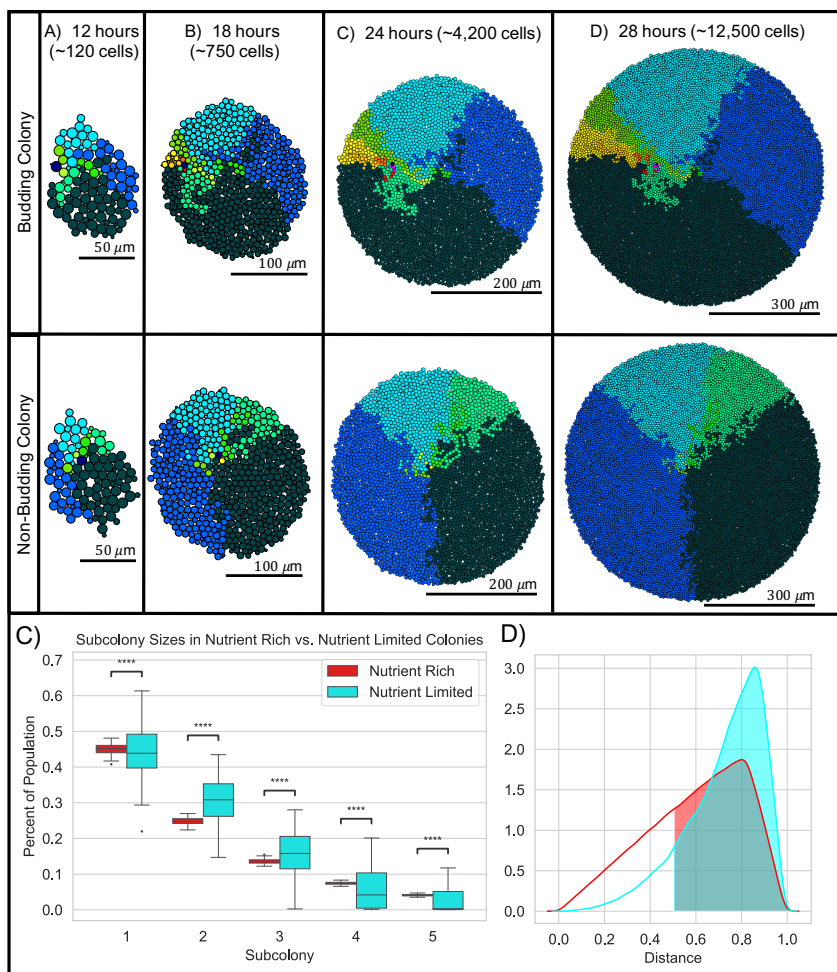 A) 12 hours
(~120 cells)
B) 18 hours
(~750 cells)
C) 24 hours (~4,200 cells)
D) 28 hours (~12,500 cells)
Budding Colony
50 μm
100 μm
200 μm
300 μm
Non-Budding Colony
50 μm
100 μm
200 μm
300 μm
C)
Subcolony Sizes in Nutrient Rich vs. Nutrient Limited Colonies
Percent of Population
0.7
0.6
0.5
0.4
0.3
0.2
0.1
0.0
****
****
****
****
****
Nutrient Rich
Nutrient Limited
1
2
3
4
5
Subcolony
D)
3.0
2.5
2.0
1.5
1.0
0.5
0.0
0.0
0.2
0.4
0.6
0.8
1.0
Distance